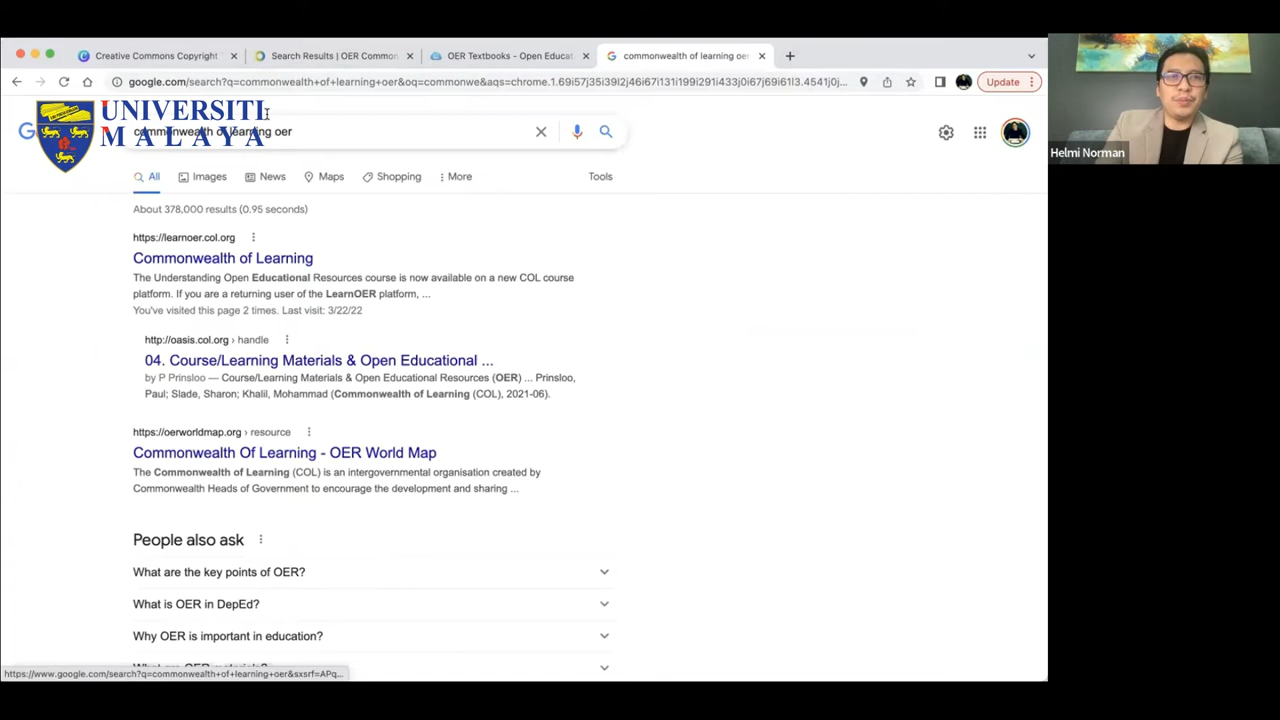 Creative Commons Copyright
Search Results | OER Common
OER Textbooks - Open Educat
commonwealth of learning oer
google.com/search?q=commonwealth+of+learning+oer&oq=commonwe&aqs=chrome.1.69i57j35i39l2j46i67i131i199i291i433j0i67j69i61l3.4541j0j...
Update
UNIVERSITI
MALAYA
commonwealth of learning oer
Helmi Norman
All
Images
News
Maps
Shopping
More
Tools
About 378,000 results (0.95 seconds)
https://learnoer.col.org
Commonwealth of Learning
The Understanding Open Educational Resources course is now available on a new COL course
platform. If you are a returning user of the LearnOER platform, ...
You've visited this page 2 times. Last visit: 3/22/22
http://oasis.col.org › handle
04. Course/Learning Materials & Open Educational ...
by P Prinsloo — Course/Learning Materials & Open Educational Resources (OER) ... Prinsloo,
Paul; Slade, Sharon; Khalil, Mohammad (Commonwealth of Learning (COL), 2021-06).
https://oerworldmap.org › resource
Commonwealth Of Learning - OER World Map
The Commonwealth of Learning (COL) is an intergovernmental organisation created by
Commonwealth Heads of Government to encourage the development and sharing ...
People also ask
What are the key points of OER?
What is OER in DepEd?
Why OER is important in education?
What are OER materials?
https://www.google.com/search?q=commonwealth+of+learning+oer&sxsrf=APq...